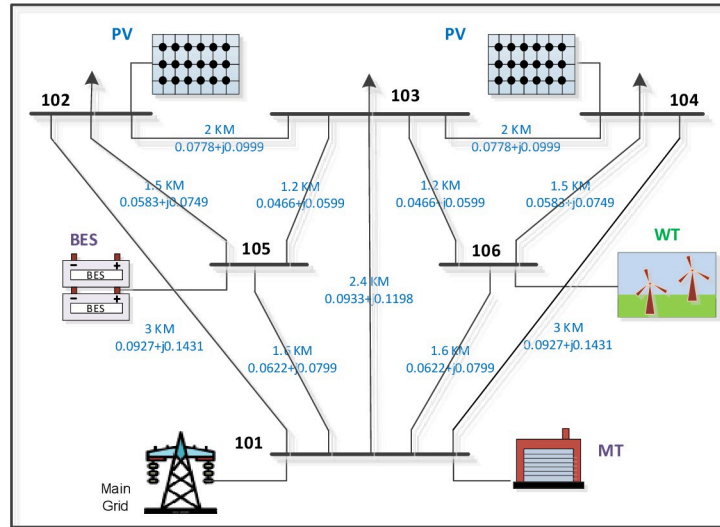 PV
PV
102
103
104
2 KM
0.0778+j0.0999
2 KM
0.0778+j0.0999
1.5 KM
0.0583+j0.0749
1.2 KM
0.0466+j0.0599
1.2 KM
0.0466+j0.0599
1.5 KM
0.0583+j0.0749
BES
105
106
WT
BES
BES
2.4 KM
0.0933+j0.1198
3 KM
0.0927+j0.1431
1.6 KM
0.0622+j0.0799
1.6 KM
0.0622+j0.0799
3 KM
0.0927+j0.1431
101
MT
Main
Grid